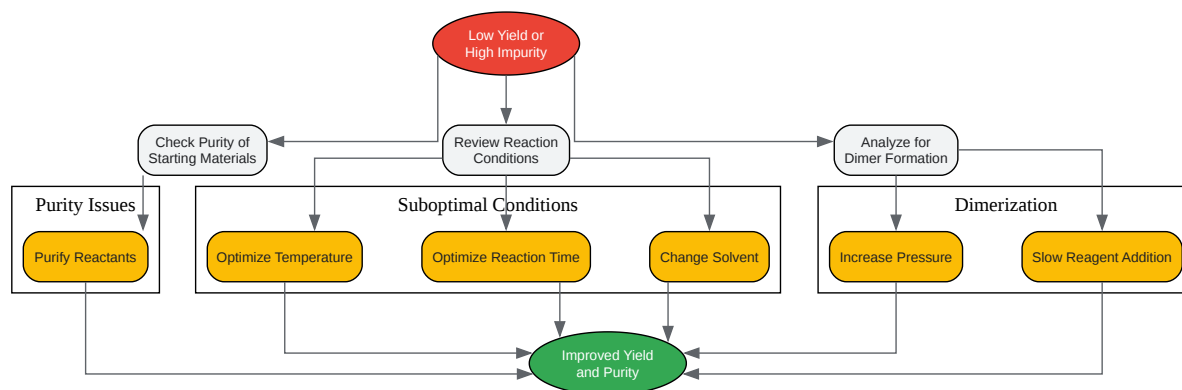 Low Yield or
High Impurity
Check Purity of
Starting Materials
Review Reaction
Conditions
Analyze for
Dimer Formation
Purity Issues
Suboptimal Conditions
Dimerization
Purify Reactants
Optimize Temperature
Optimize Reaction Time
Change Solvent
Increase Pressure
Slow Reagent Addition
Improved Yield
and Purity